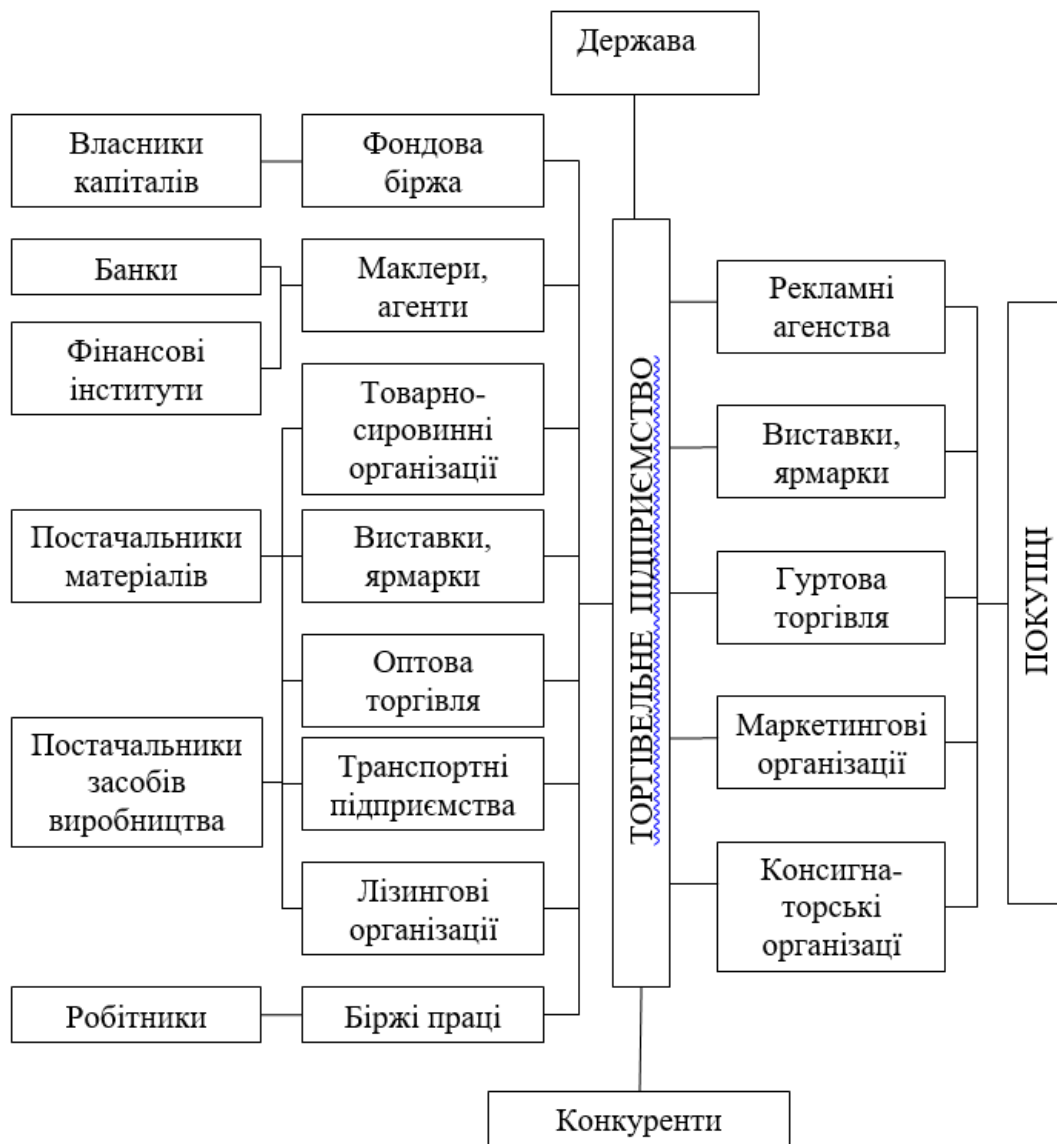 Держава
Власники
капіталів
Фондова
біржа
Банки
Маклери,
агенти
Фінансові
інститути
Товарно-
сировинні
організації
Постачальники
матеріалів
Виставки,
ярмарки
Оптова
торгівля
Постачальники
засобів
виробництва
Транспортні
підприємства
Лізингові
організації
Робітники
Біржі праці
ТОРГІВЕЛЬНЕ ПІДПРИЄМСТВО
Рекламні
агенства
Виставки,
ярмарки
Гуртова
торгівля
Маркетингові
організації
Консигна-
торські
організаці
ПОКУПЦІ
Конкуренти